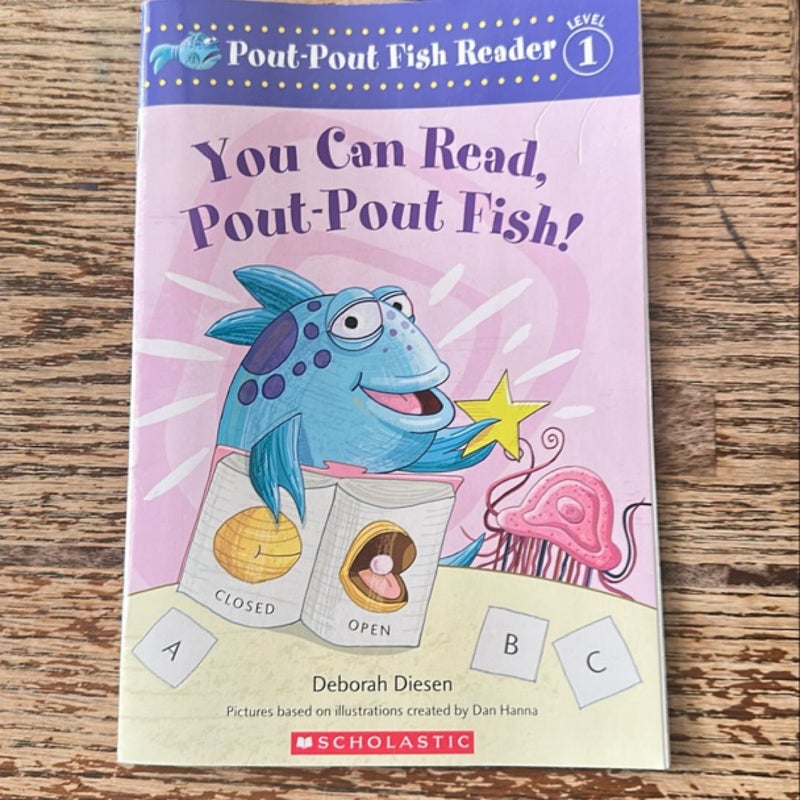 Pout-Pout Fish Reader
LEVEL
1
You Can Read,
Pout-Pout Fish!
CLOSED
OPEN
A
B
C
Deborah Diesen
Pictures based on illustrations created by Dan Hanna
SCHOLASTIC